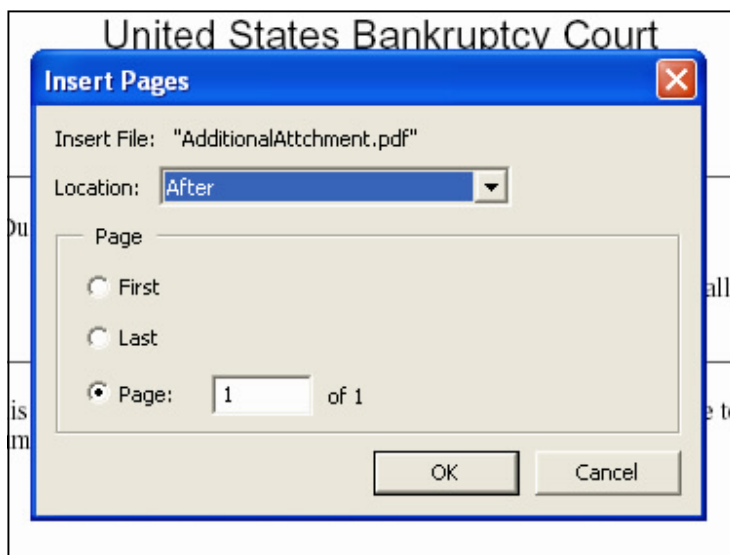 United States Bankruptcy Court
Insert Pages
Insert File: "AdditionalAttchment.pdf"
Location: After
Page
First
Last
Page: 1 of 1
OK Cancel